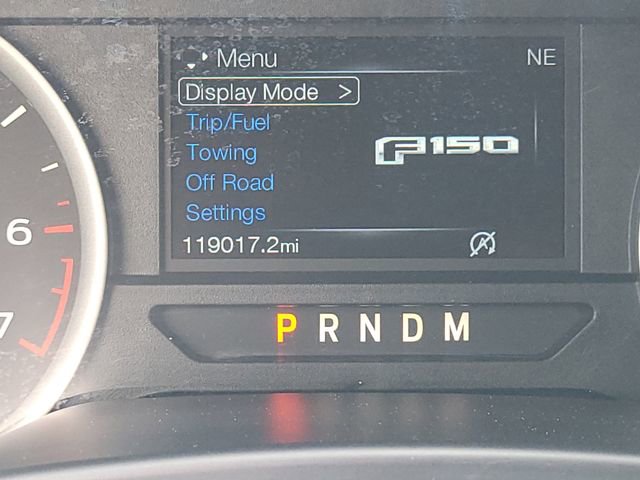 Menu NE
Display Mode >
Trip/Fuel
Towing
F150
Off Road
Settings
119017.2mi
6
7
P R N D M